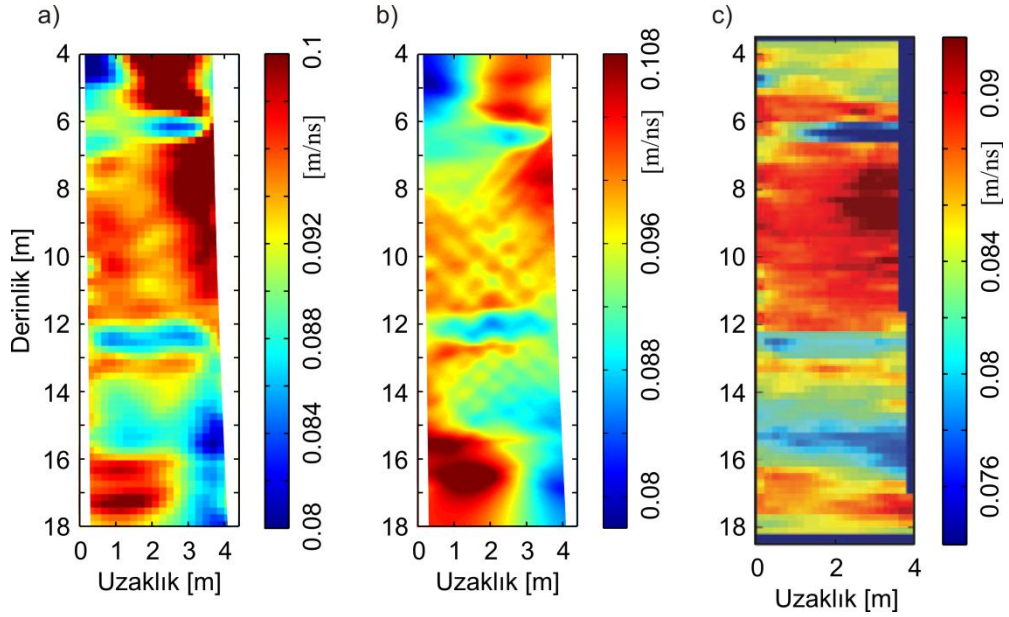 a)
b)
c)
Derinlik [m]
4
6
8
10
12
14
16
18
0 1 2 3 4
Uzaklık [m]
0.1
0.092
0.088
0.084
0.08
[m/ns]
4
6
8
10
12
14
16
18
0 1 2 3 4
Uzaklık [m]
0.108
0.096
0.088
0.08
[m/ns]
4
6
8
10
12
14
16
18
0 2 4
Uzaklık [m]
0.09
0.084
0.08
0.076
[m/ns]